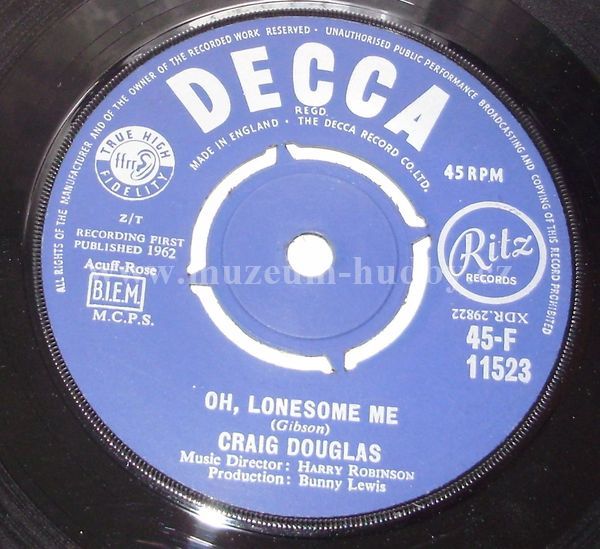 ALL RIGHTS OF THE MANUFACTURER AND OF THE OWNER OF THE RECORDED WORK RESERVED • UNAUTHORISED PUBLIC PERFORMANCE BROADCASTING AND COPYING OF THIS RECORD PROHIBITED
DECCA
REGD.
MADE IN ENGLAND • THE DECCA RECORD CO. LTD.
TRUE HIGH
ffrr
FIDELITY
45 RPM
Z/T
RECORDING FIRST
PUBLISHED 1962
Acuff-Rose
B.I.E.M.
M.C.P.S.
Ritz
RECORDS
XDR.29822
45-F
11523
www.muzeum-hudby.cz
OH, LONESOME ME
(Gibson)
CRAIG DOUGLAS
Music Director: HARRY ROBINSON
Production: Bunny Lewis